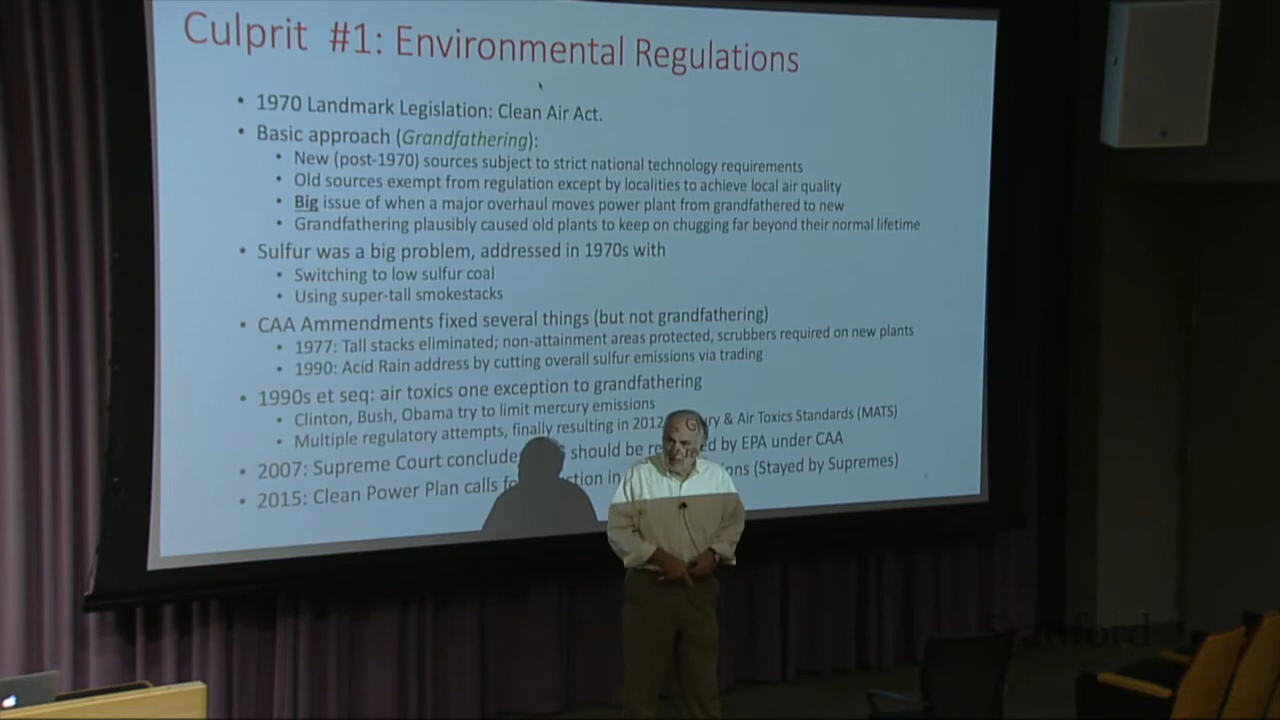 Culprit #1: Environmental Regulations
• 1970 Landmark Legislation: Clean Air Act.
• Basic approach (Grandfathering):
• New (post-1970) sources subject to strict national technology requirements
• Old sources exempt from regulation except by localities to achieve local air quality
• Big issue of when a major overhaul moves power plant from grandfathered to new
• Grandfathering plausibly caused old plants to keep on chugging far beyond their normal lifetime
• Sulfur was a big problem, addressed in 1970s with
• Switching to low sulfur coal
• Using super-tall smokestacks
• CAA Ammendments fixed several things (but not grandfathering)
• 1977: Tall stacks eliminated; non-attainment areas protected, scrubbers required on new plants
• 1990: Acid Rain address by cutting overall sulfur emissions via trading
• 1990s et seq: air toxics one exception to grandfathering
• Clinton, Bush, Obama try to limit mercury emissions
• Multiple regulatory attempts, finally resulting in 2012 & Air Toxics Standards (MATS)
• 2007: Supreme Court should be by EPA under CAA
• 2015: Clean Power Plan calls in (Stayed by Supremes)
Stanford